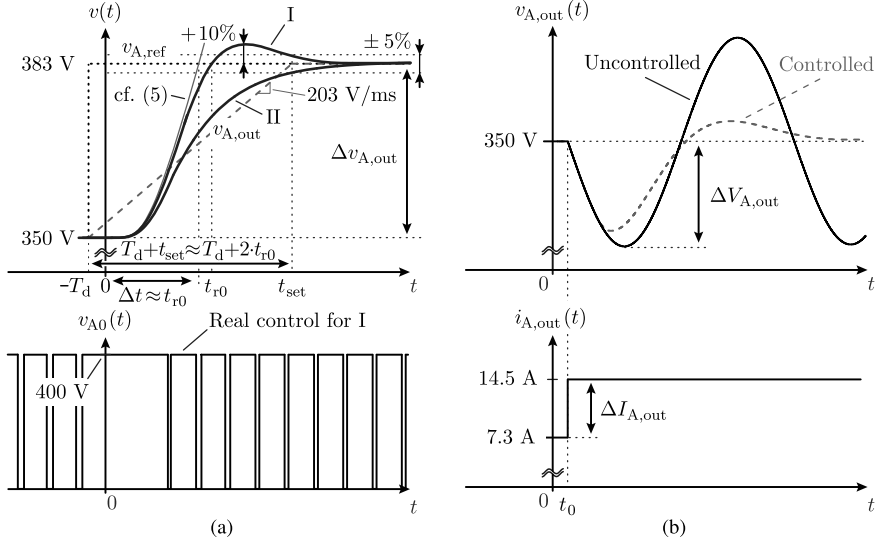 v(t)
+10%
I
v_A,ref
± 5%
383 V
cf. (5)
203 V/ms
II
v_A,out
Δv_A,out
350 V
T_d+t_set≈T_d+2·t_r0
−T_d
0
Δt≈t_r0
t_r0
t_set
t
v_A0(t)
Real control for I
400 V
0
t
(a)
v_A,out(t)
Uncontrolled
Controlled
350 V
ΔV_A,out
0
t
i_A,out(t)
14.5 A
ΔI_A,out
7.3 A
0
t_0
t
(b)